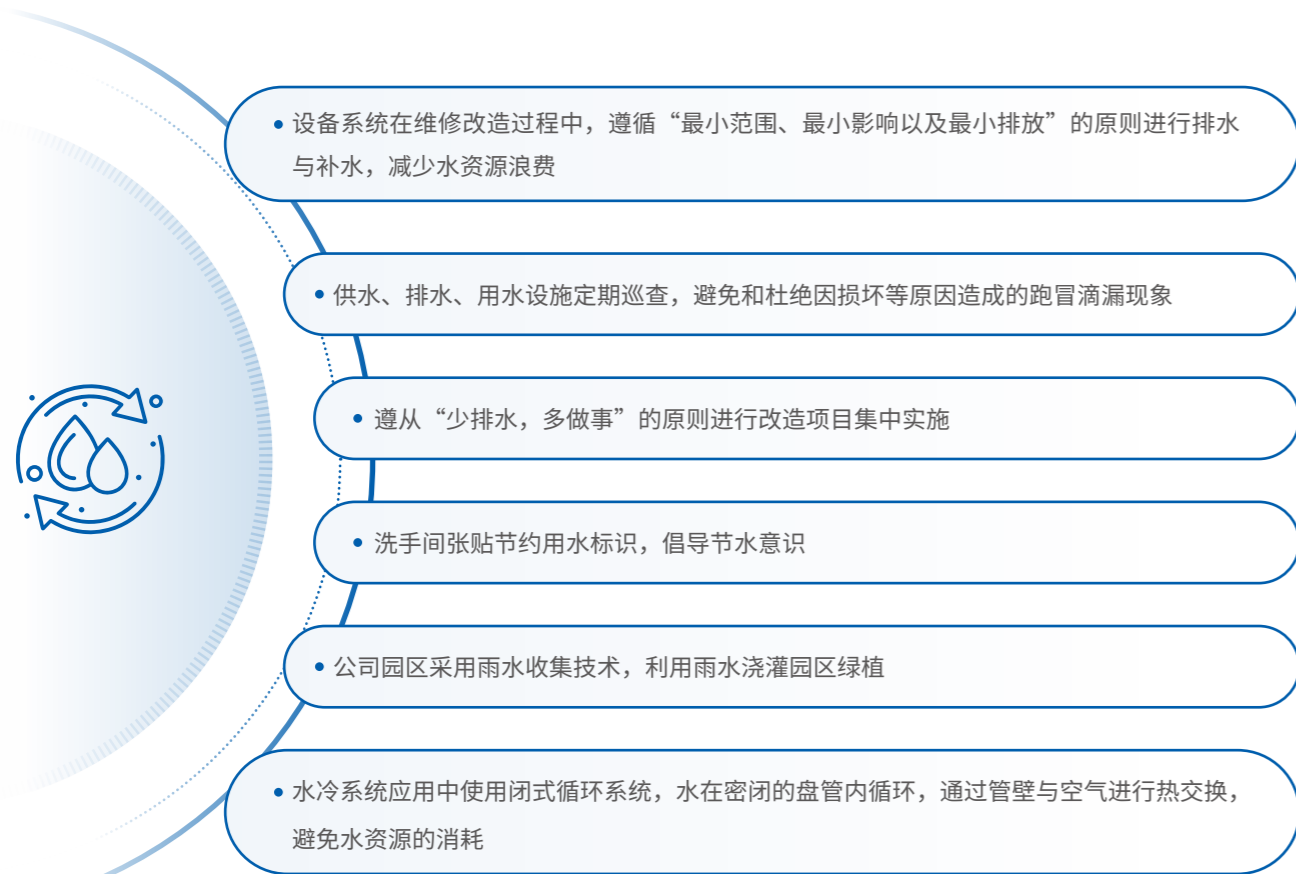 • 设备系统在维修改造过程中，遵循“最小范围、最小影响以及最小排放”的原则进行排水
与补水，减少水资源浪费
• 供水、排水、用水设施定期巡查，避免和杜绝因损坏等原因造成的跑冒滴漏现象
• 遵从“少排水，多做事”的原则进行改造项目集中实施
• 洗手间张贴节约用水标识，倡导节水意识
• 公司园区采用雨水收集技术，利用雨水浇灌园区绿植
• 水冷系统应用中使用闭式循环系统，水在密闭的盘管内循环，通过管壁与空气进行热交换，
避免水资源的消耗